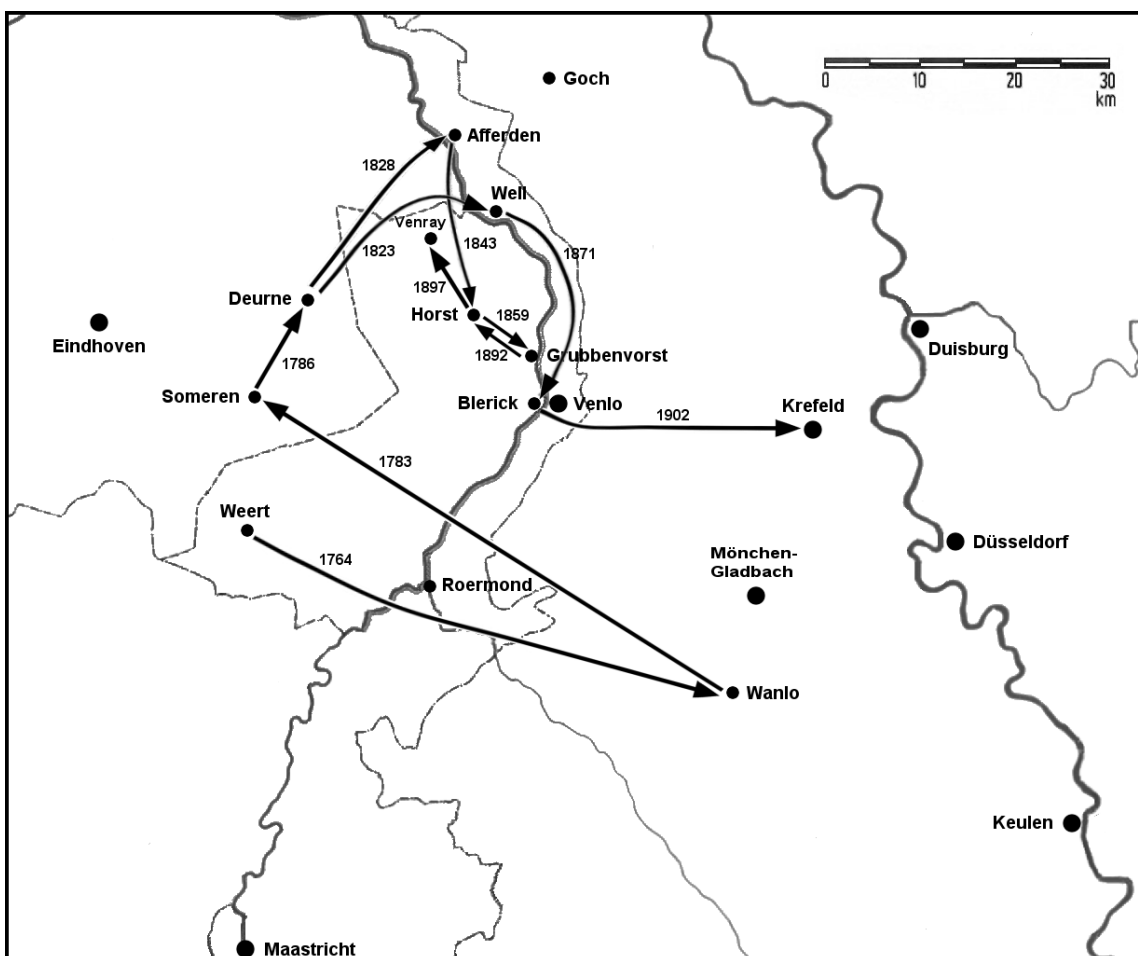 Goch
0 10 20 30
km
Afferden
1828
Well
Venray
1823
1843
1871
1897
Deurne
Horst
1859
Eindhoven
Duisburg
1892
Grubbenvorst
1786
Someren
Blerick
Venlo
Krefeld
1902
1783
Weert
1764
Mönchen-
Gladbach
Düsseldorf
Roermond
Wanlo
Keulen
Maastricht